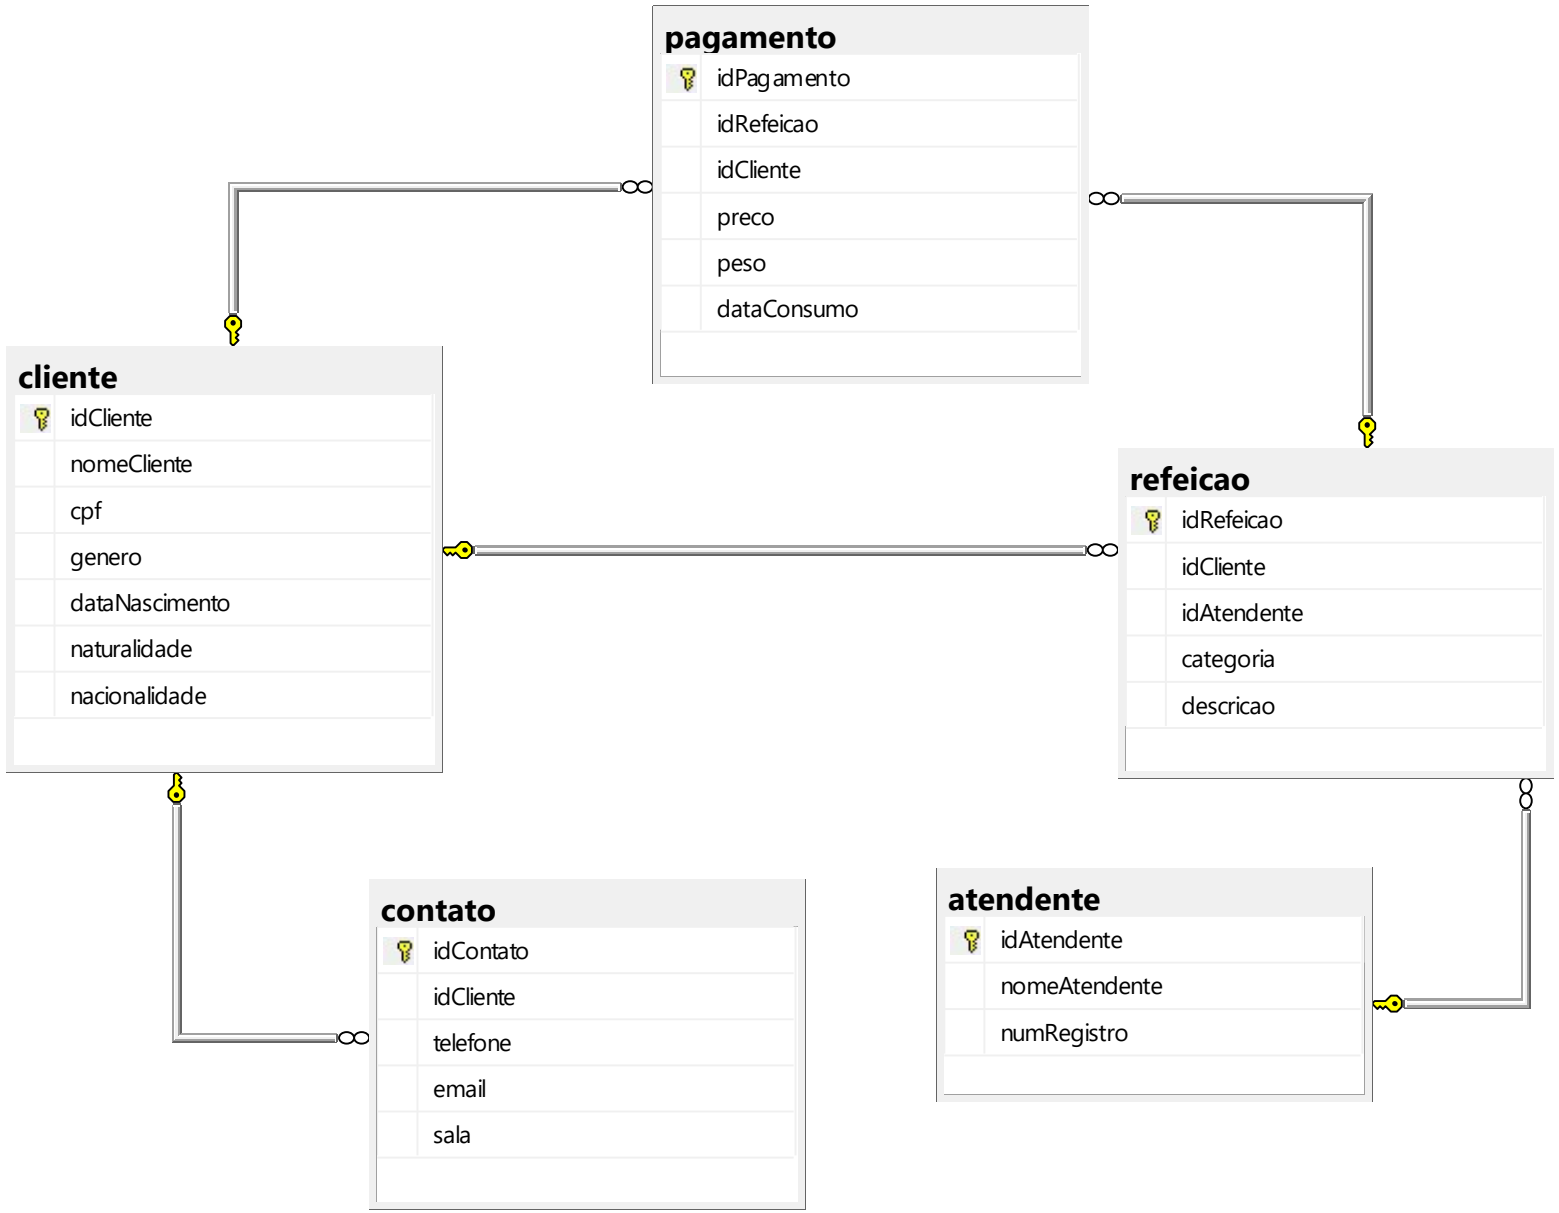 pagamento
idPagamento
idRefeicao
idCliente
preco
peso
dataConsumo
cliente
idCliente
nomeCliente
cpf
genero
dataNascimento
naturalidade
nacionalidade
refeicao
idRefeicao
idCliente
idAtendente
categoria
descricao
contato
idContato
idCliente
telefone
email
sala
atendente
idAtendente
nomeAtendente
numRegistro